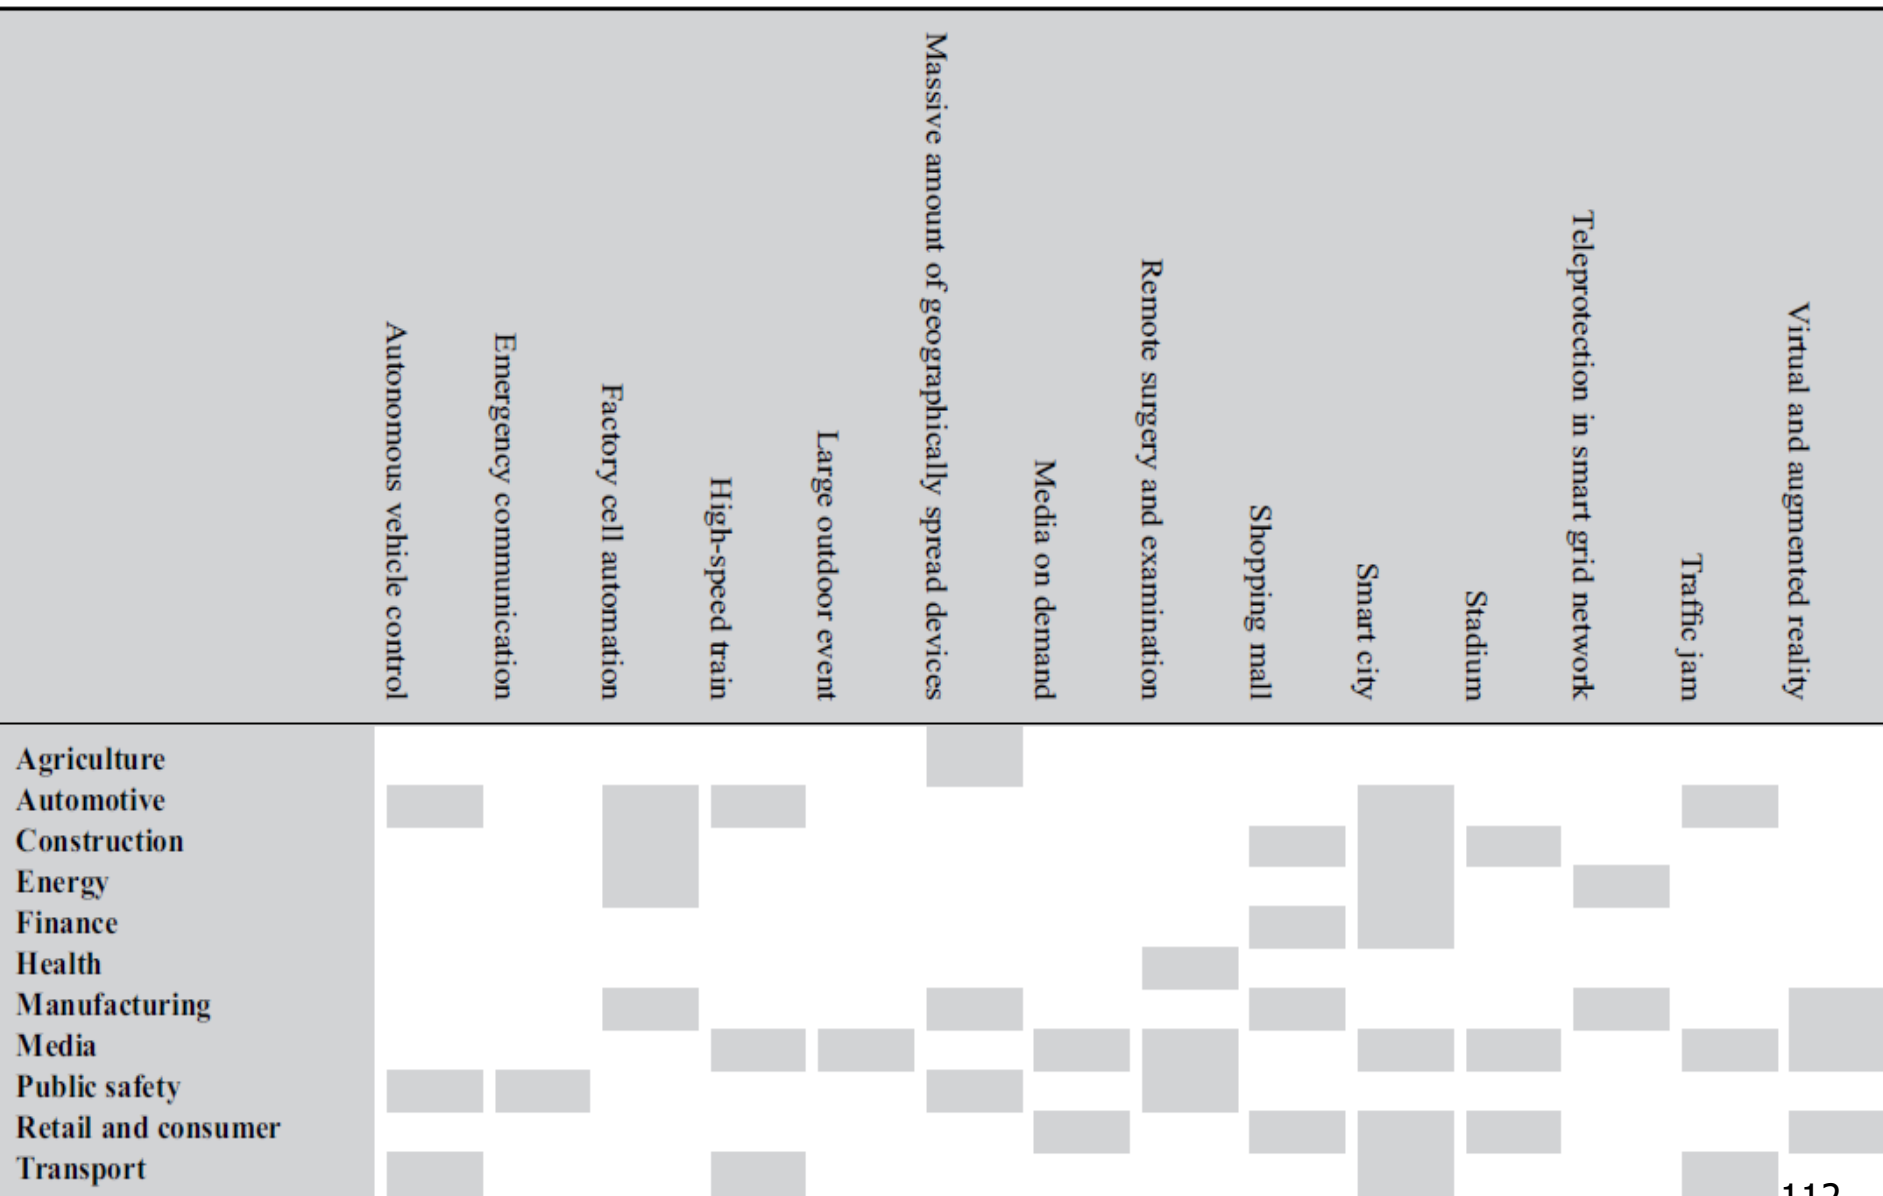 Autonomous vehicle control
Emergency communication
Factory cell automation
High-speed train
Large outdoor event
Massive amount of geographically spread devices
Media on demand
Remote surgery and examination
Shopping mall
Smart city
Stadium
Teleprotection in smart grid network
Traffic jam
Virtual and augmented reality
Agriculture
Automotive
Construction
Energy
Finance
Health
Manufacturing
Media
Public safety
Retail and consumer
Transport
112